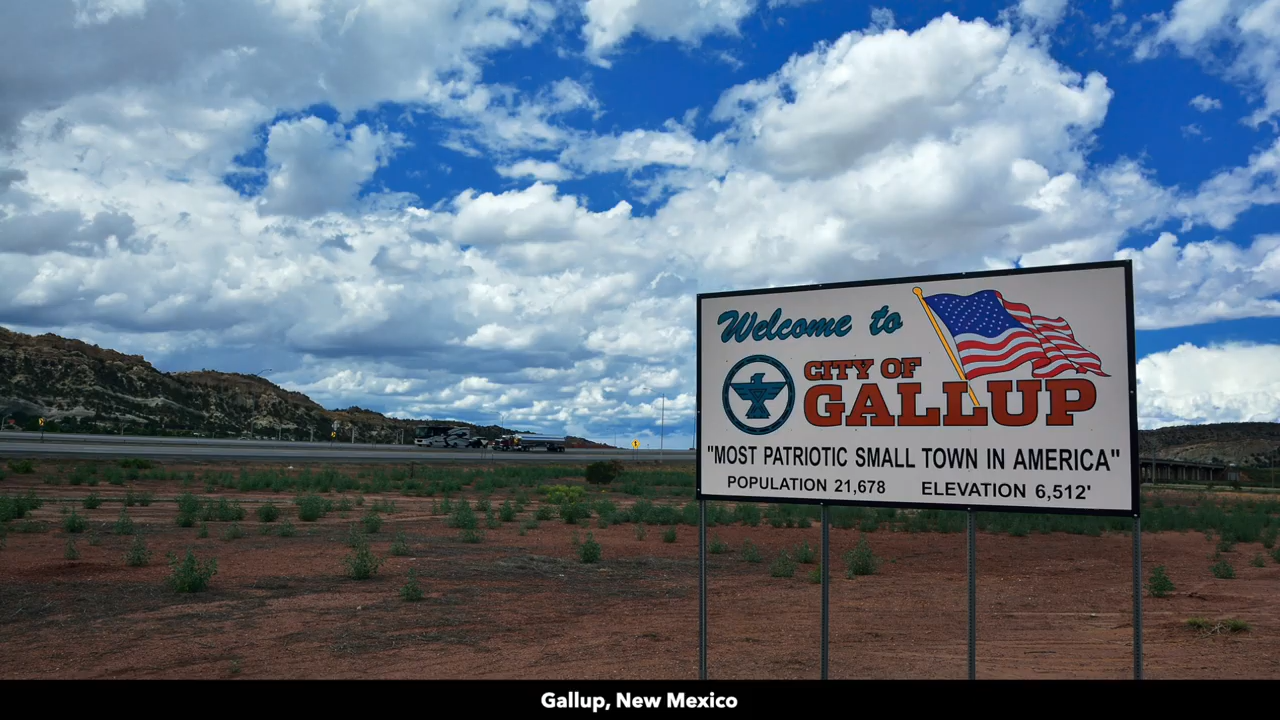 Welcome to
CITY OF
GALLUP
"MOST PATRIOTIC SMALL TOWN IN AMERICA"
POPULATION 21,678 ELEVATION 6,512'
Gallup, New Mexico